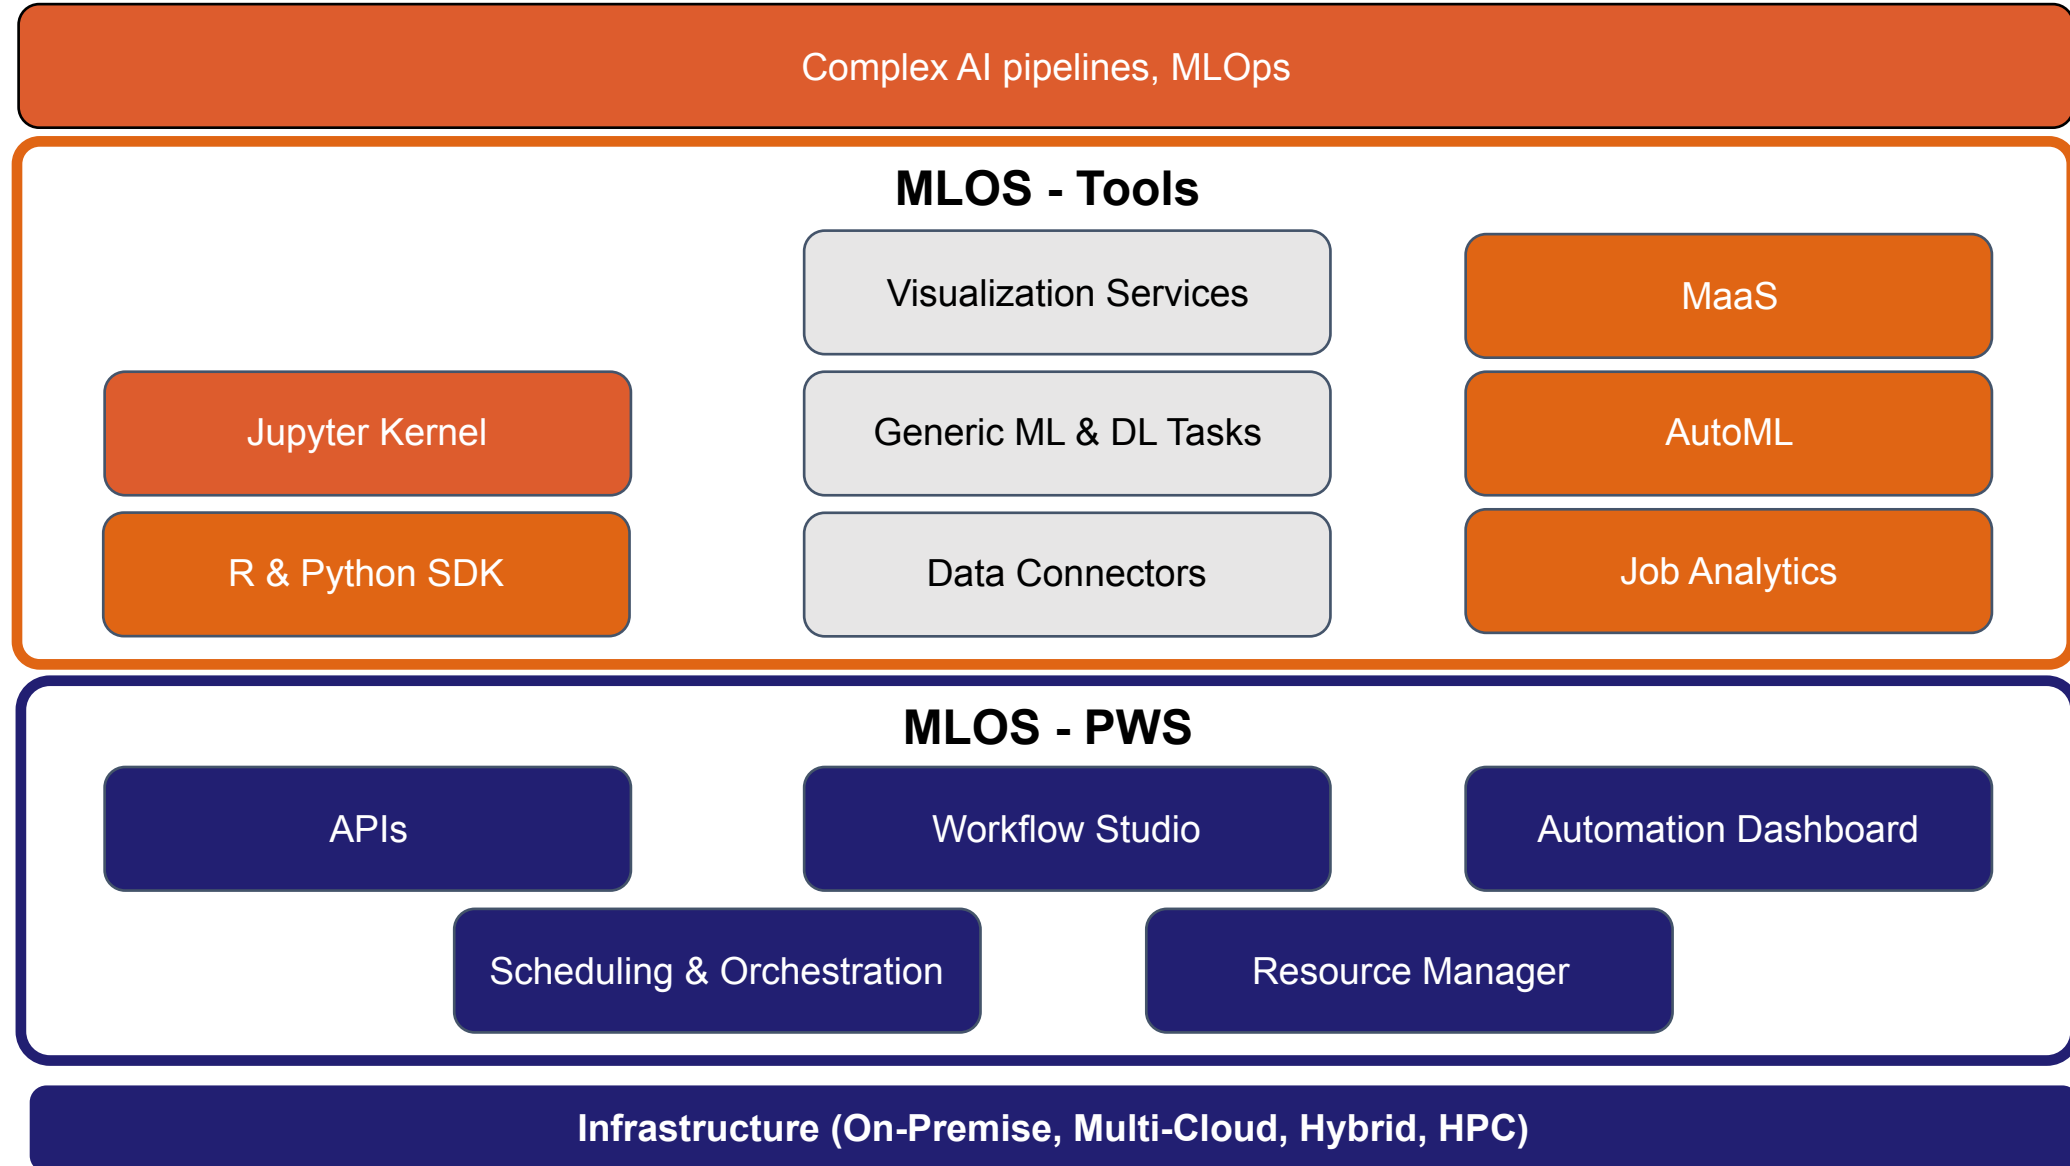 Complex AI pipelines, MLOps
MLOS - Tools
Visualization Services
MaaS
Jupyter Kernel
Generic ML & DL Tasks
AutoML
R & Python SDK
Data Connectors
Job Analytics
MLOS - PWS
APIs
Workflow Studio
Automation Dashboard
Scheduling & Orchestration
Resource Manager
Infrastructure (On-Premise, Multi-Cloud, Hybrid, HPC)